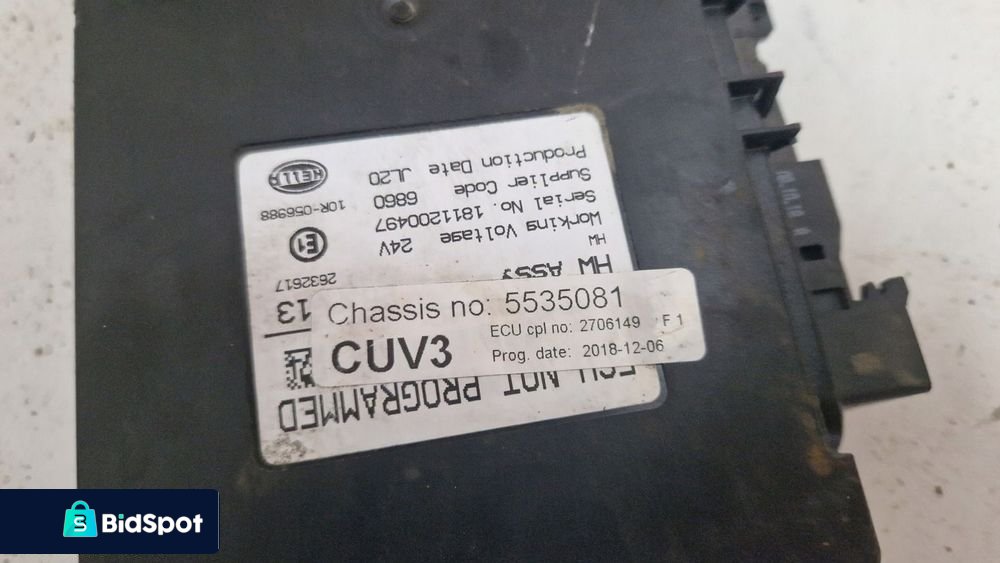 Chassis no: 5535081
ECU cpl no: 2706149 F 1
CUV3
Prog. date: 2018-12-06
ECU NOT PROGRAMMED
13
HW ASSY
HW
2632617
Working Voltage 24V
E1
Serial No. 1811200497
Supplier Code 6860
10R-056988
Production Date JL20
HELLA
BidSpot